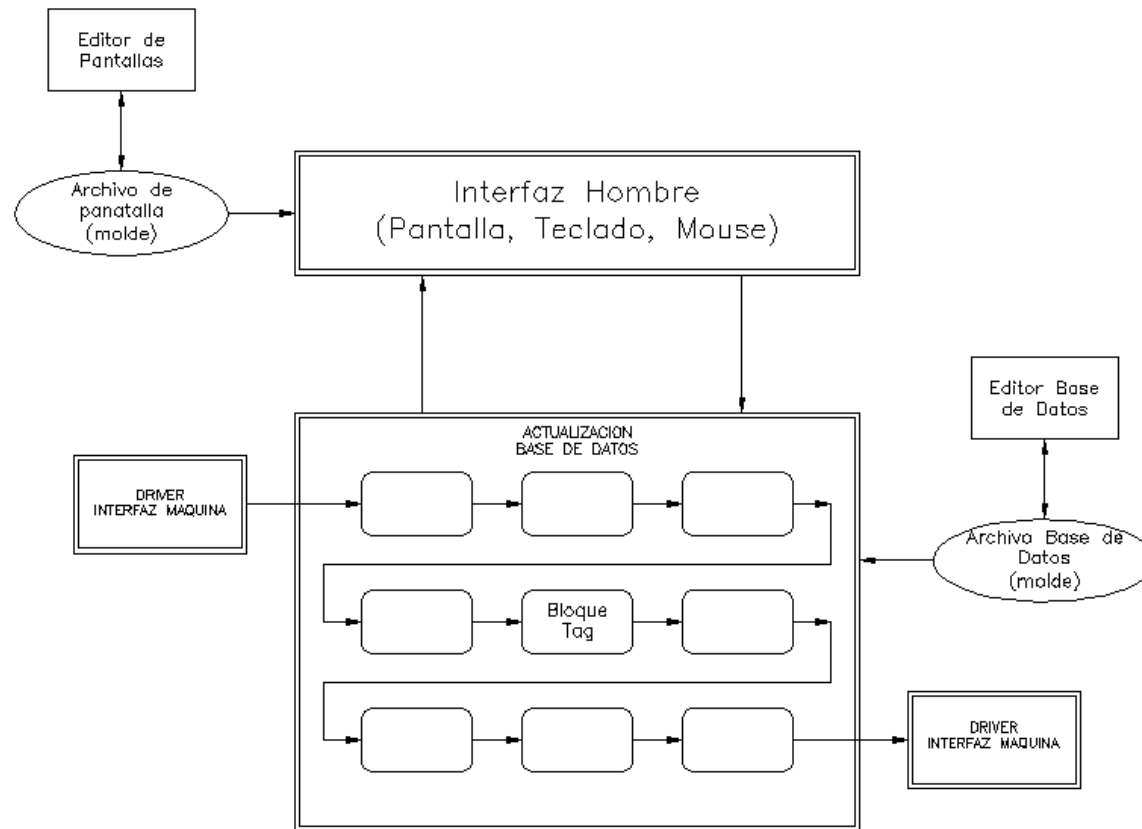 Editor de
Pantallas
Archivo de
panatalla
(molde)
Interfaz Hombre
(Pantalla, Teclado, Mouse)
Editor Base
de Datos
ACTUALIZACION
BASE DE DATOS
DRIVER
INTERFAZ MAQUINA
Archivo Base de
Datos
(molde)
Bloque
Tag
DRIVER
INTERFAZ MAQUINA